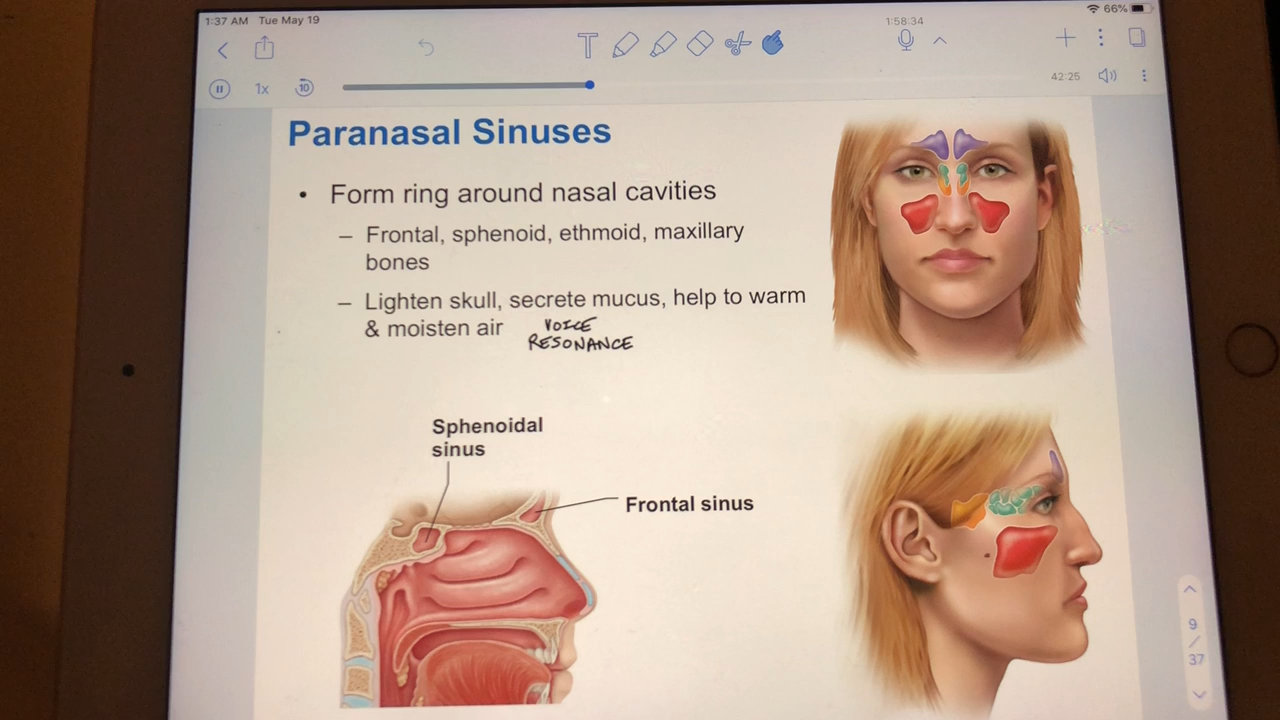 1:37 AM Tue May 19
66%
1:58:34
T
1x
10
42:25
Paranasal Sinuses
• Form ring around nasal cavities
– Frontal, sphenoid, ethmoid, maxillary
bones
– Lighten skull, secrete mucus, help to warm
& moisten air
VOICE
RESONANCE
Sphenoidal
sinus
Frontal sinus
9
/
37